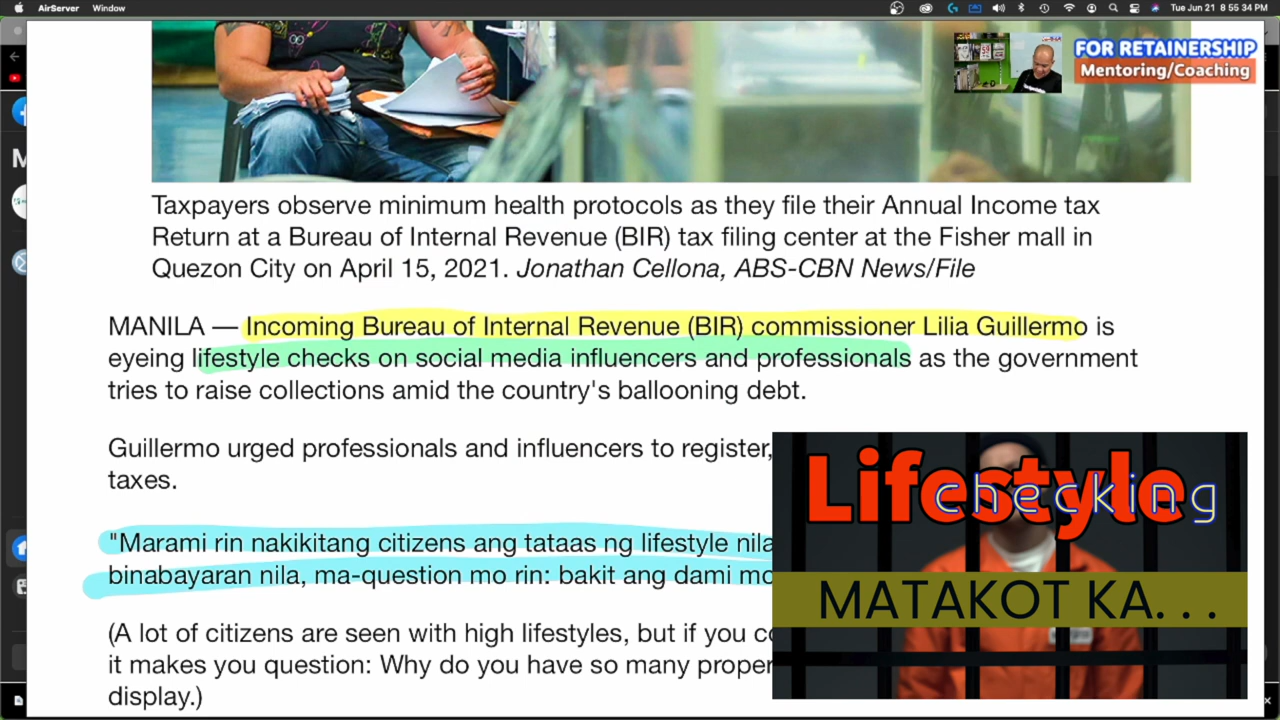 AirServer Window
Tue Jun 21 8 55 34 PM
FOR RETAINERSHIP
Mentoring/Coaching
Taxpayers observe minimum health protocols as they file their Annual Income tax
Return at a Bureau of Internal Revenue (BIR) tax filing center at the Fisher mall in
Quezon City on April 15, 2021. Jonathan Cellona, ABS-CBN News/File
MANILA — Incoming Bureau of Internal Revenue (BIR) commissioner Lilia Guillermo is
eyeing lifestyle checks on social media influencers and professionals as the government
tries to raise collections amid the country's ballooning debt.
Guillermo urged professionals and influencers to register,
taxes.
"Marami rin nakikitang citizens ang tataas ng lifestyle nila
binabayaran nila, ma-question mo rin: bakit ang dami mo
(A lot of citizens are seen with high lifestyles, but if you
it makes you question: Why do you have so many
display.)
Lifestyle
checking
MATAKOT KA. . .